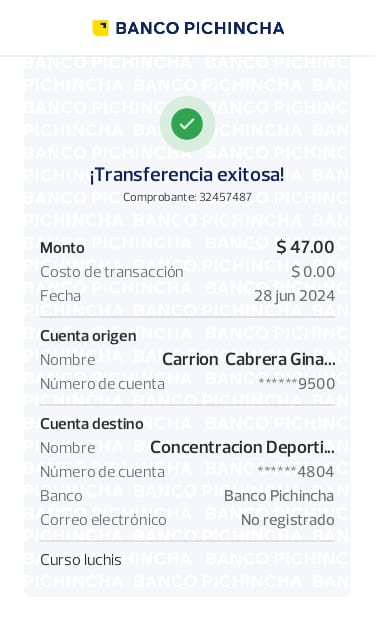 BANCO PICHINCHA
¡Transferencia exitosa!
Comprobante: 32457487
Monto $ 47.00
Costo de transacción $ 0.00
Fecha 28 jun 2024
Cuenta origen
Nombre Carrion Cabrera Gina...
Número de cuenta ******9500
Cuenta destino
Nombre Concentracion Deporti...
Número de cuenta ******4804
Banco Banco Pichincha
Correo electrónico No registrado
Curso luchis